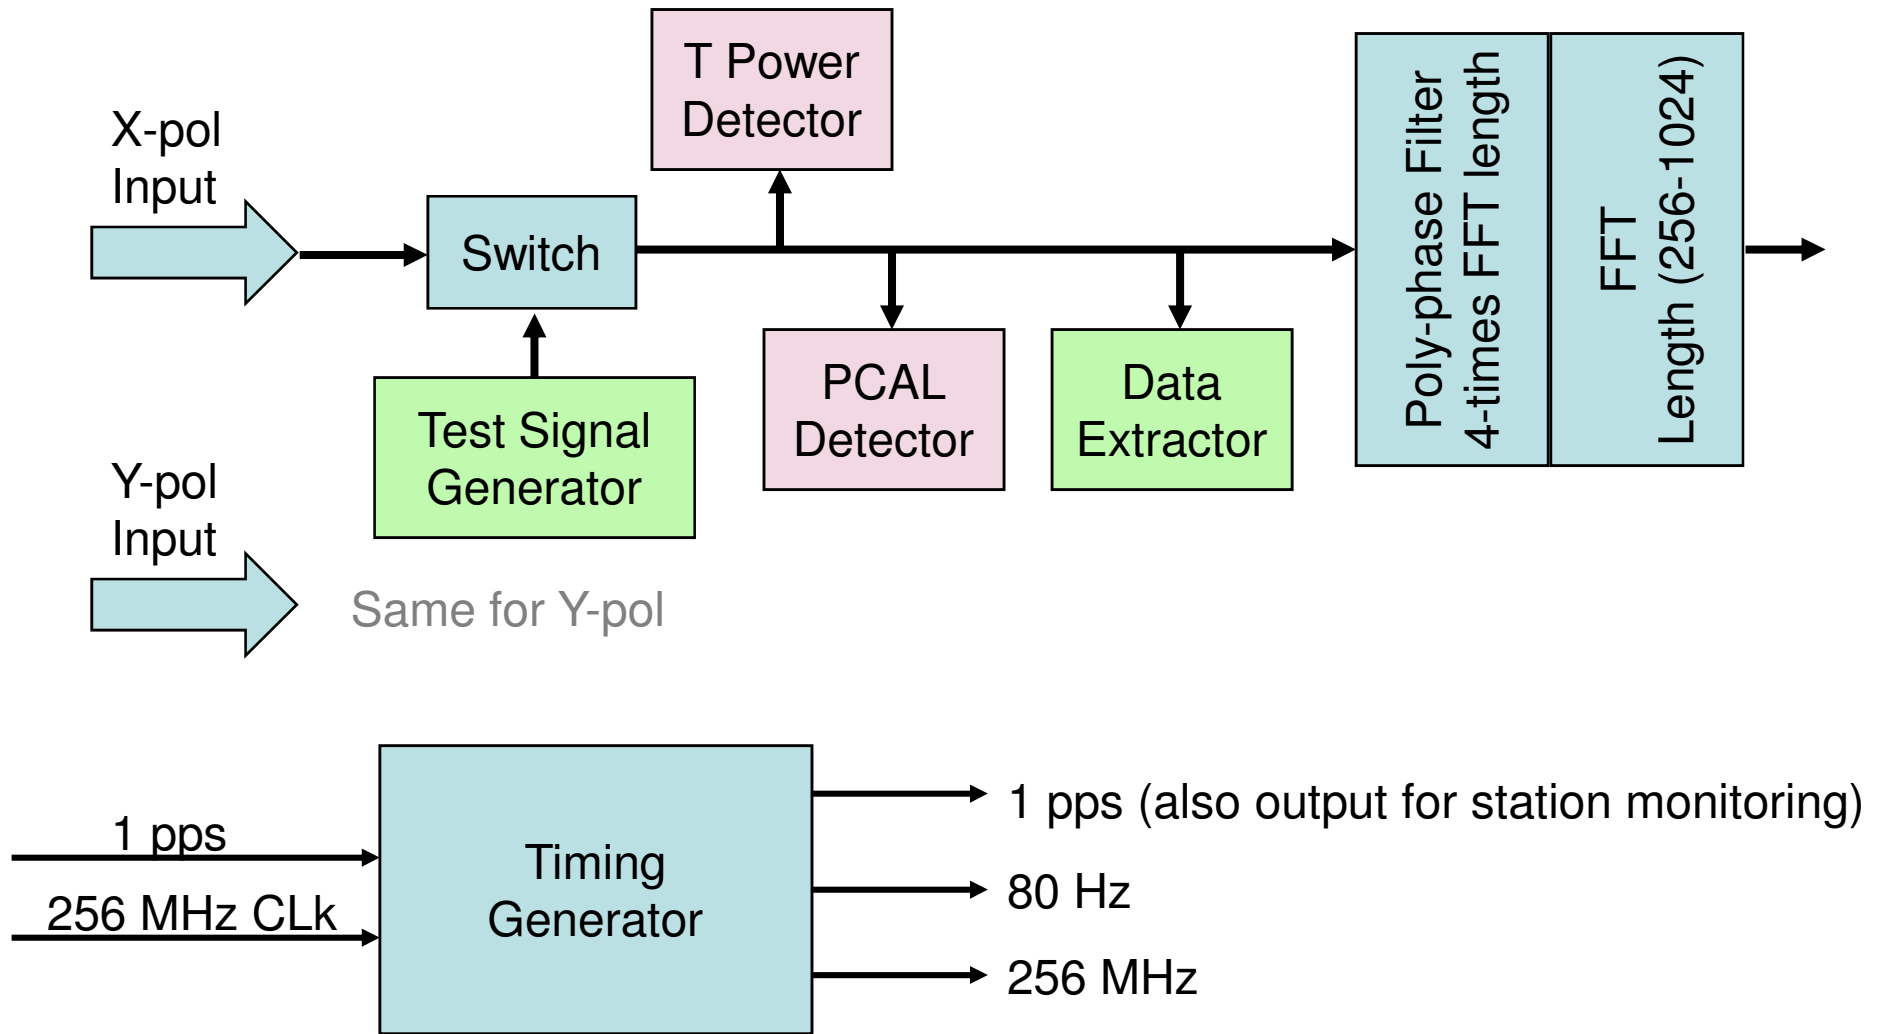 T Power
Detector
X-pol
Input
Switch
Test Signal
Generator
PCAL
Detector
Data
Extractor
Poly-phase Filter
4-times FFT length
FFT
Length (256-1024)
Y-pol
Input
Same for Y-pol
1 pps
256 MHz CLk
Timing
Generator
1 pps (also output for station monitoring)
80 Hz
256 MHz